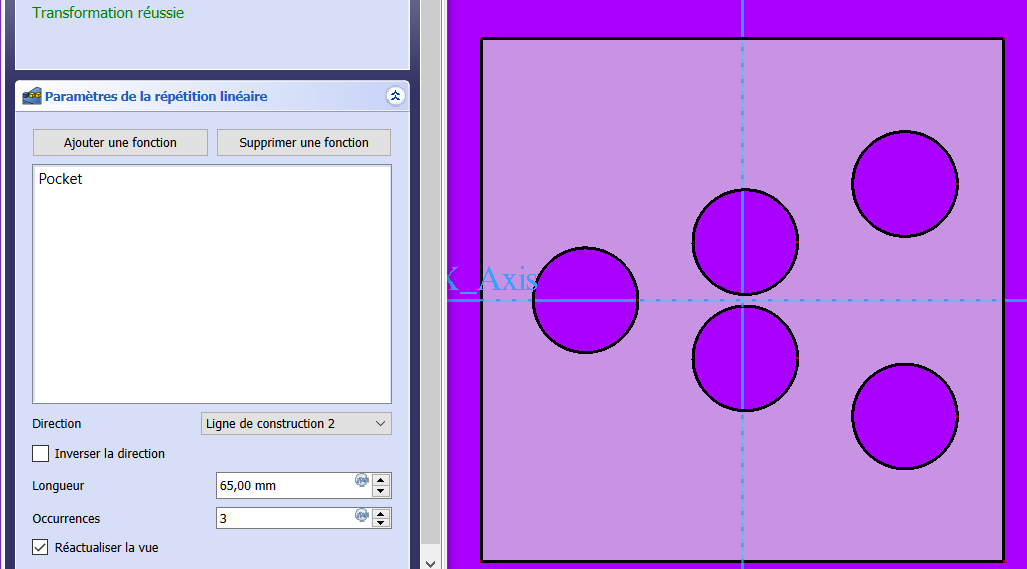 Transformation réussie
Paramètres de la répétition linéaire
Ajouter une fonction
Supprimer une fonction
Pocket
Direction
Ligne de construction 2
Inverser la direction
Longueur
65,00 mm
Occurrences
3
Réactualiser la vue
X_Axis